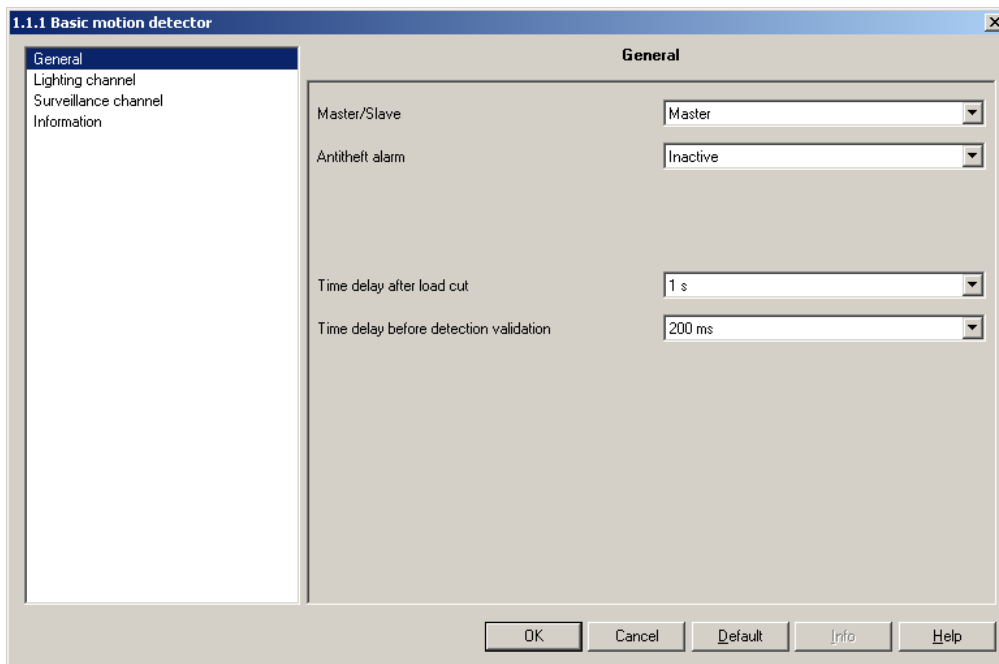 1.1.1 Basic motion detector
General
Lighting channel
Surveillance channel
Information
General
Master/Slave Master
Antitheft alarm Inactive
Time delay after load cut 1 s
Time delay before detection validation 200 ms
OK Cancel Default Info Help